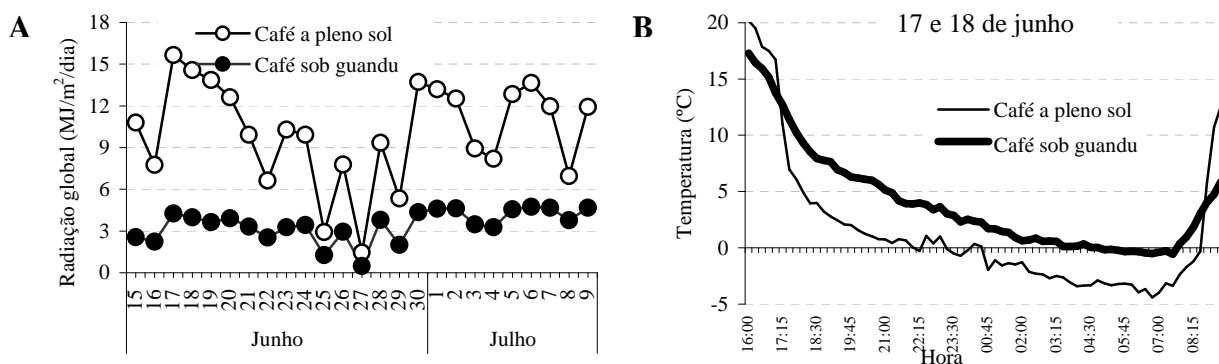 A
Radiação global (MJ/m²/dia)
18
15
12
9
6
3
0
Café a pleno sol
Café sob guandu
15 16 17 18 19 20 21 22 23 24 25 26 27 28 29 30 1 2 3 4 5 6 7 8 9
Junho Julho
B
17 e 18 de junho
Temperatura (ºC)
20
15
10
5
0
-5
Café a pleno sol
Café sob guandu
16:00 17:15 18:30 19:45 21:00 22:15 23:30 00:45 02:00 03:15 04:30 05:45 07:00 08:15
Hora